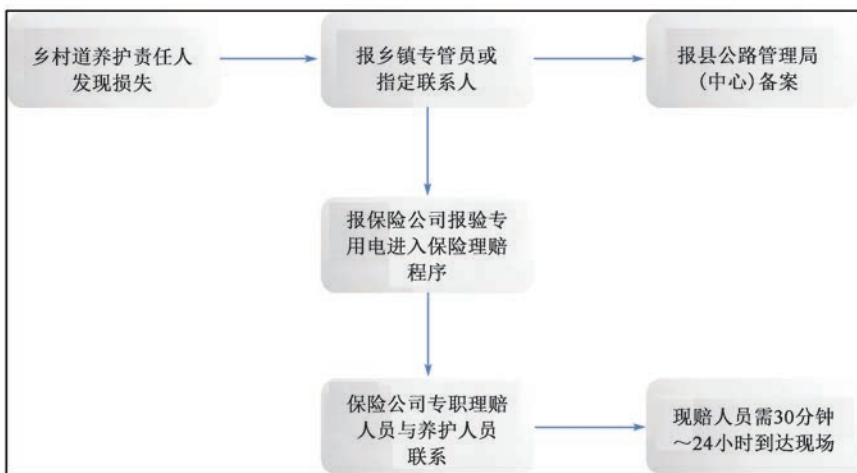 乡村道养护责任人
发现损失
报乡镇专管员或
指定联系人
报县公路管理局
（中心）备案
报保险公司报验专
用电进入保险理赔
程序
保险公司专职理赔
人员与养护人员
联系
现赔人员需30分钟
～24小时到达现场